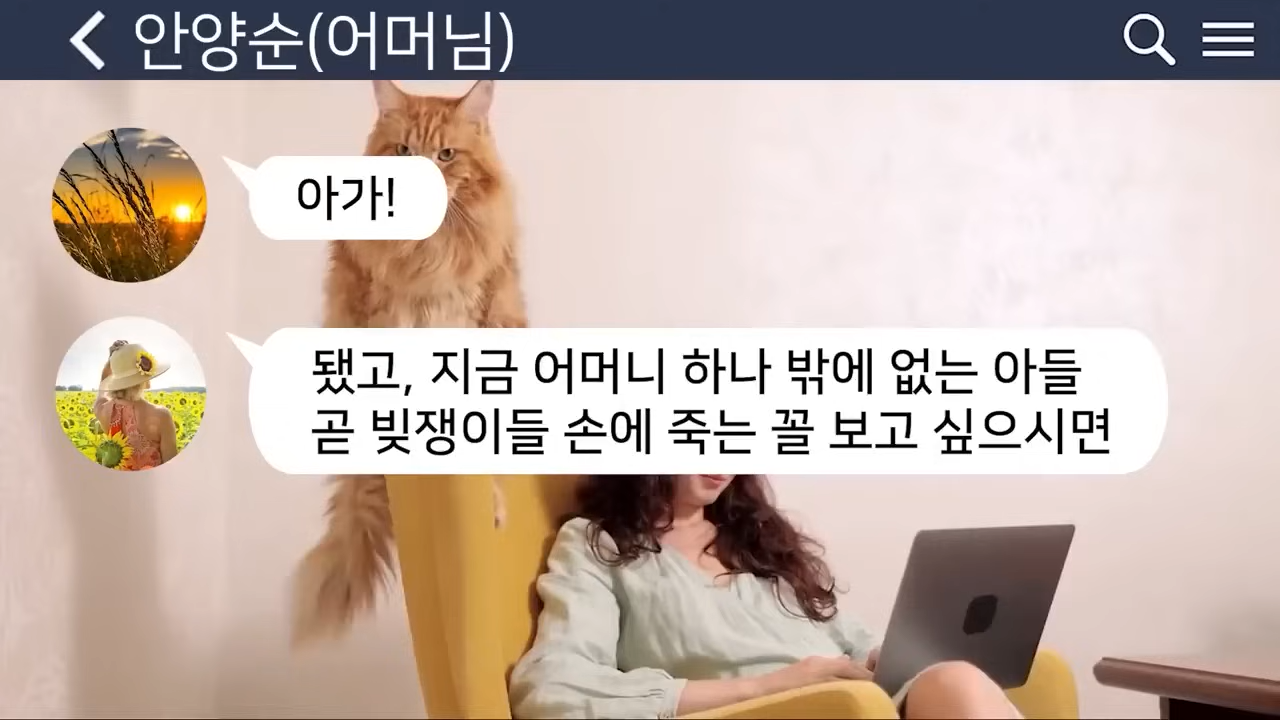 안양순(어머님)
아가!
됐고, 지금 어머니 하나 밖에 없는 아들
곧 빚쟁이들 손에 죽는 꼴 보고 싶으시면